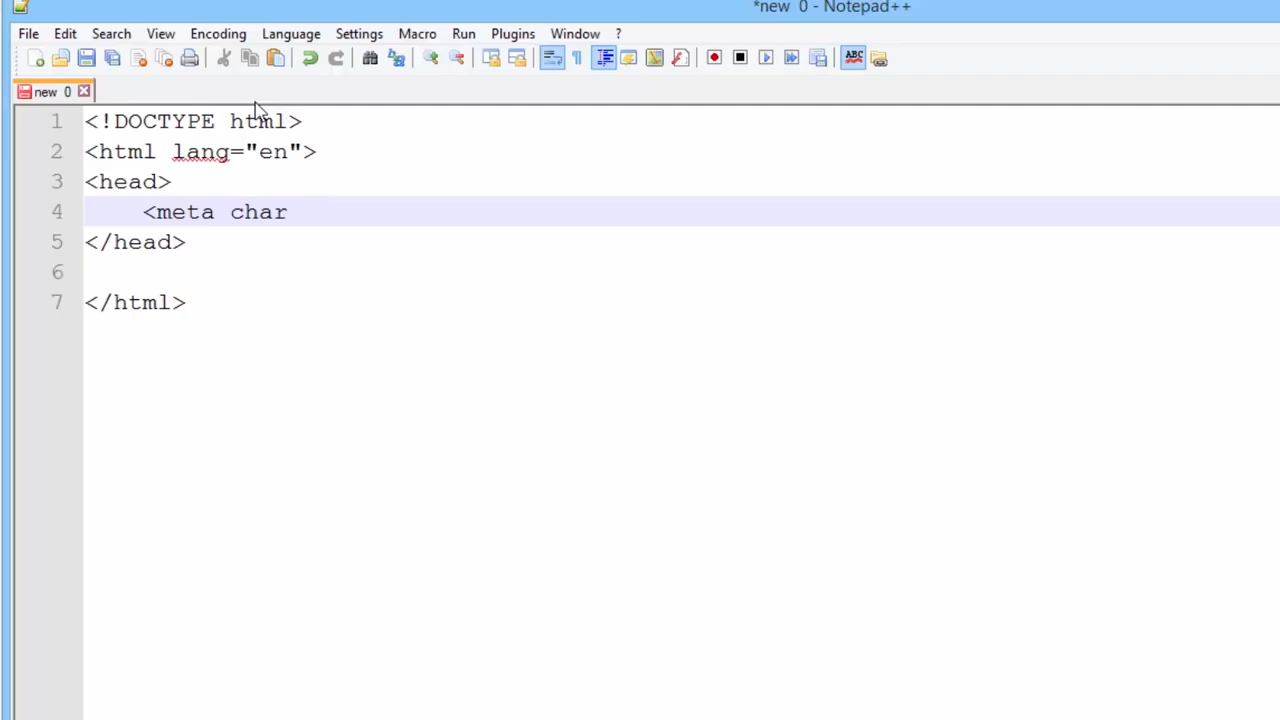 *new 0 - Notepad++
File Edit Search View Encoding Language Settings Macro Run Plugins Window ?
ABC
new 0
1 <!DOCTYPE html>
2 <html lang="en">
3 <head>
4 <meta char
5 </head>
6
7 </html>